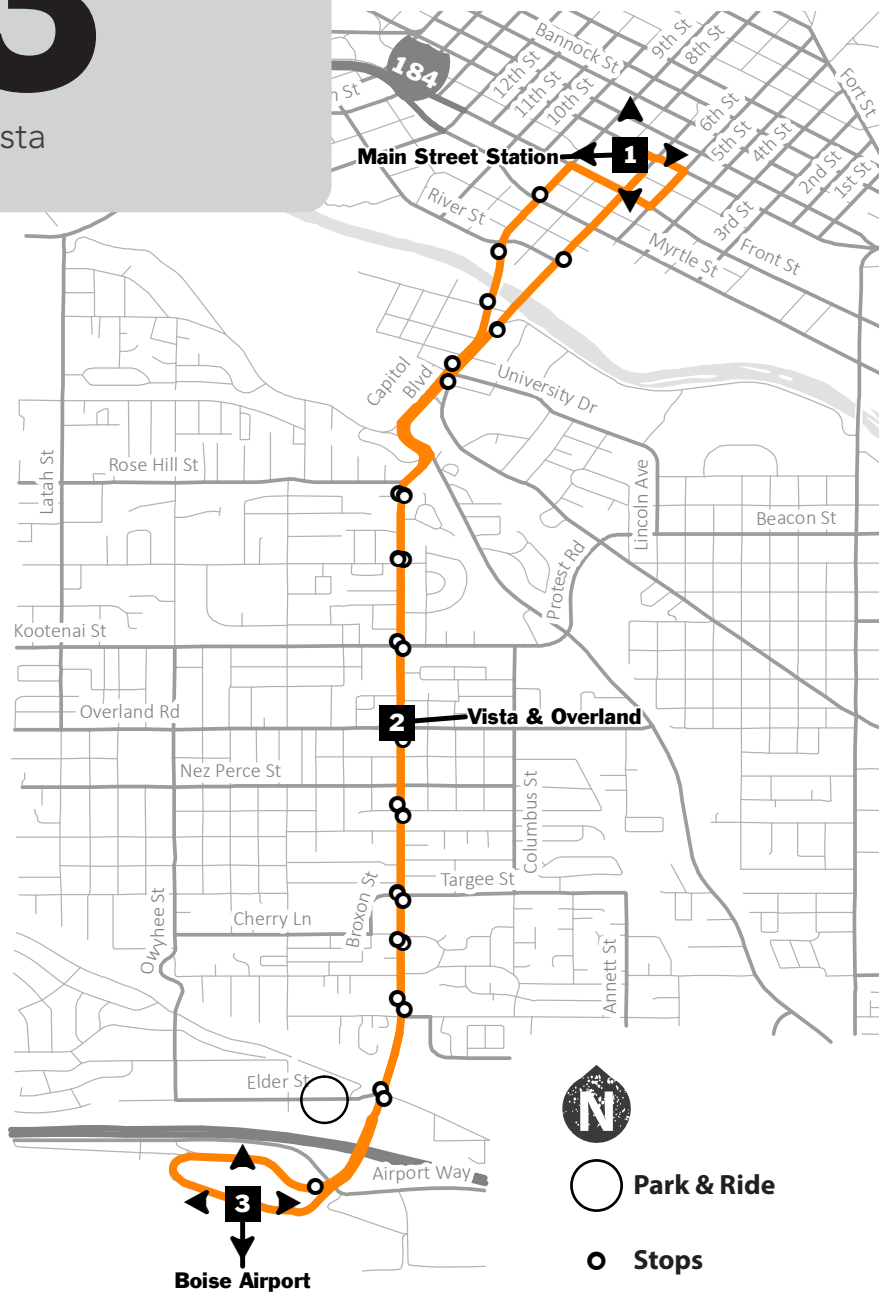 3
sta
184
Bannock St
9th St
8th St
12th St
11th St
10th St
Fort St
6th St
5th St
4th St
2nd St
1st St
3rd St
Main Street Station
1
River St
Myrtle St
Front St
Capitol
Blvd
University Dr
Latah St
Rose Hill St
Lincoln Ave
Beacon St
Protest Rd
Kootenai St
Overland Rd
2
Vista & Overland
Nez Perce St
Columbus St
Targee St
Broxon St
Cherry Ln
Owyhee St
Annett St
Elder St
N
Airport Way
Park & Ride
3
Stops
Boise Airport